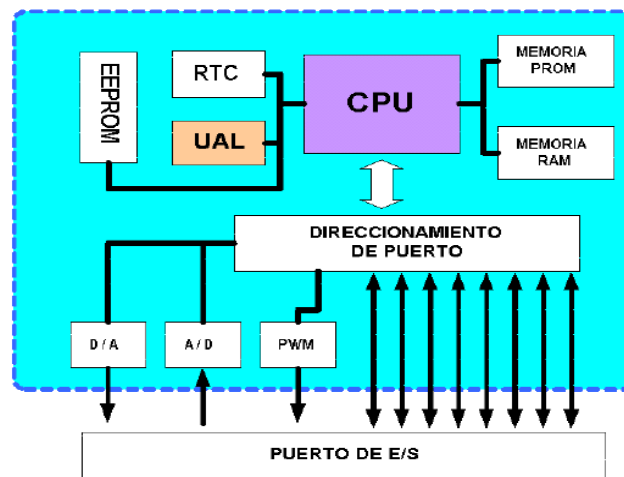 EEPROM
RTC
UAL
CPU
MEMORIA
PROM
MEMORIA
RAM
DIRECCIONAMIENTO
DE PUERTO
D/A
A/D
PWM
PUERTO DE E/S